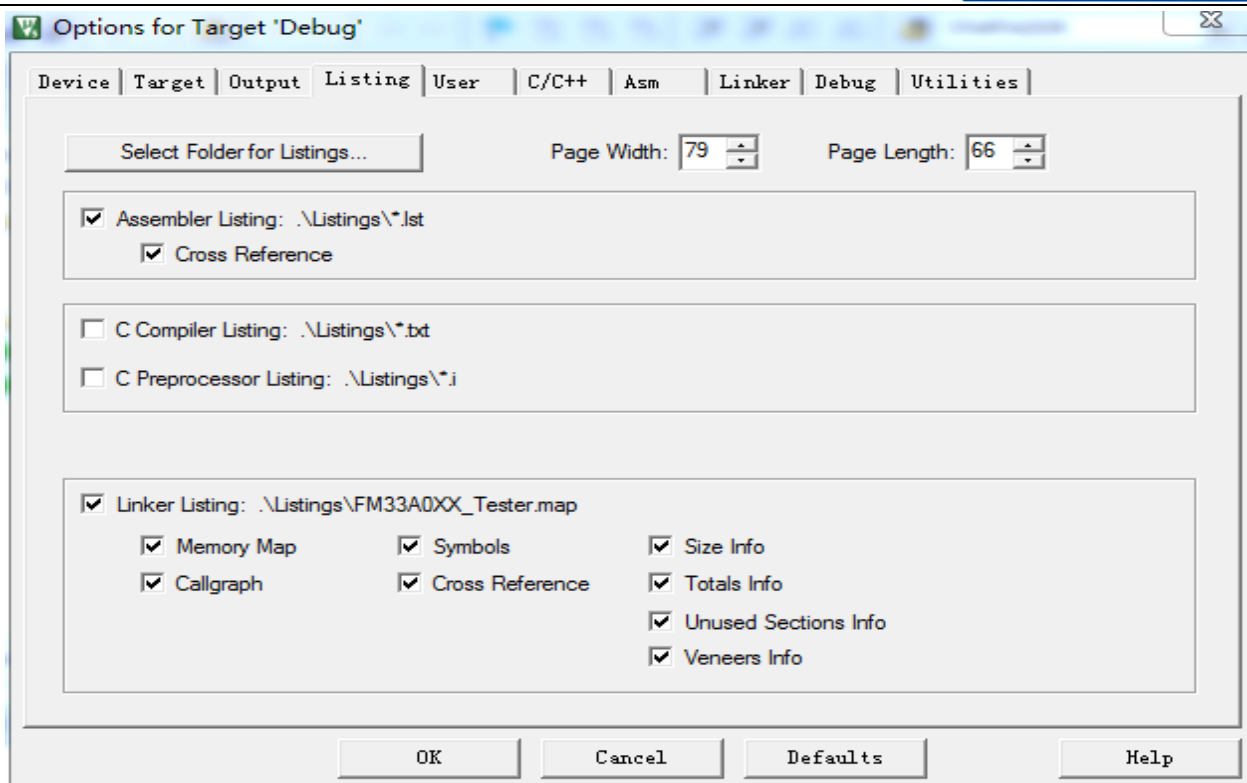 Options for Target 'Debug'
Device Target Output Listing User C/C++ Asm Linker Debug Utilities
Select Folder for Listings... Page Width: 79 Page Length: 66
Assembler Listing: .\Listings\*.lst
Cross Reference
C Compiler Listing: .\Listings\*.txt
C Preprocessor Listing: .\Listings\*.i
Linker Listing: .\Listings\FM33A0XX_Tester.map
Memory Map Symbols Size Info
Callgraph Cross Reference Totals Info
Unused Sections Info
Veneers Info
OK Cancel Defaults Help